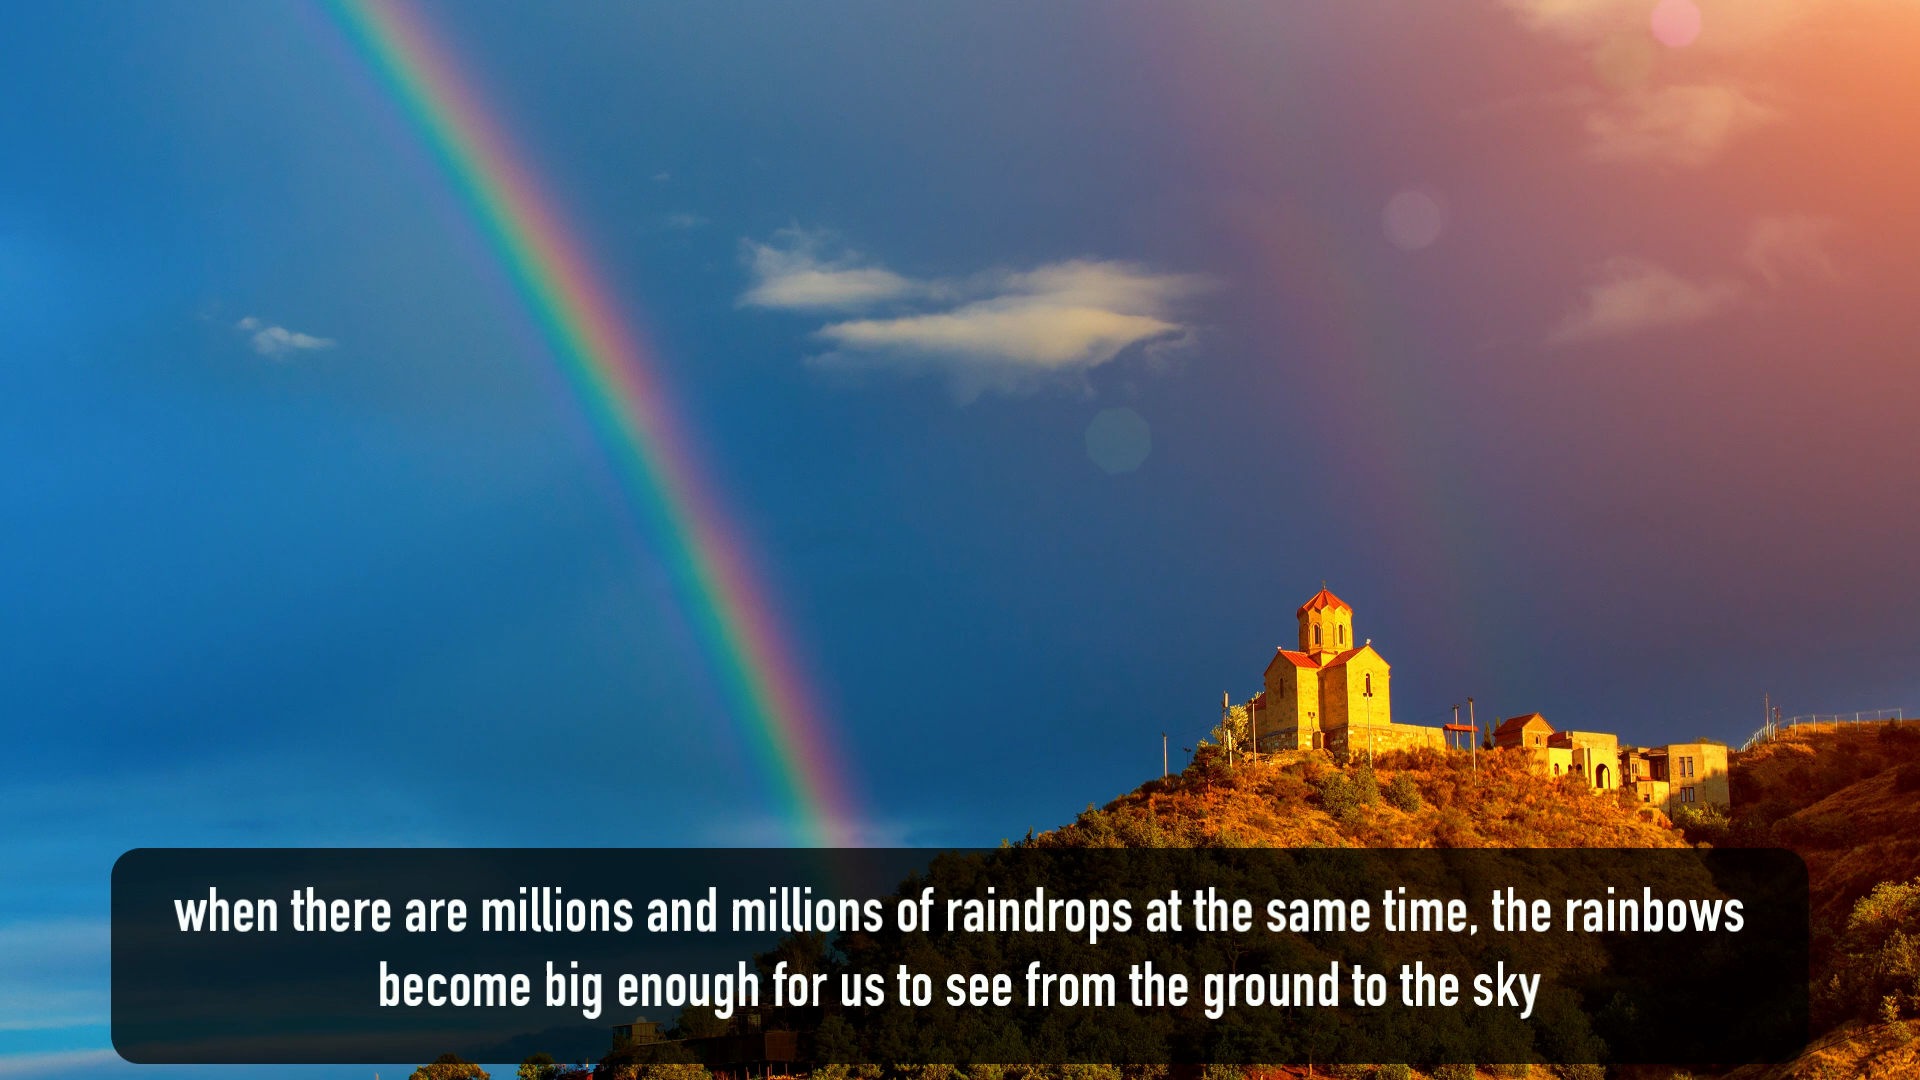 when there are millions and millions of raindrops at the same time, the rainbows
become big enough for us to see from the ground to the sky